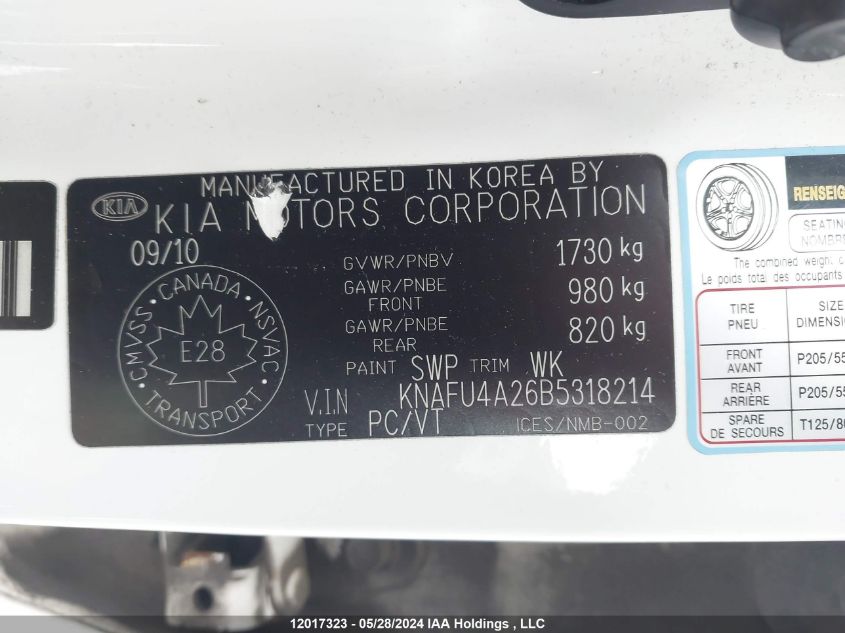 MANUFACTURED IN KOREA BY
KIA
KIA MOTORS CORPORATION
09/10
GVWR/PNBV 1730 kg
GAWR/PNBE 980 kg
FRONT
GAWR/PNBE 820 kg
REAR
PAINT SWP TRIM WK
V.I.N KNAFU4A26B5318214
TYPE PC/VT ICES/NMB-002
CMVSS · CANADA · NSVAC
E28
TRANSPORT
RENSEIG
SEATING
NOMBRE
The combined weight
Le poids total des occupants
TIRE SIZE
PNEU DIMENSION
FRONT P205/55
AVANT
REAR P205/55
ARRIÈRE
SPARE T125/80
DE SECOURS
12017323 - 05/28/2024 IAA Holdings , LLC